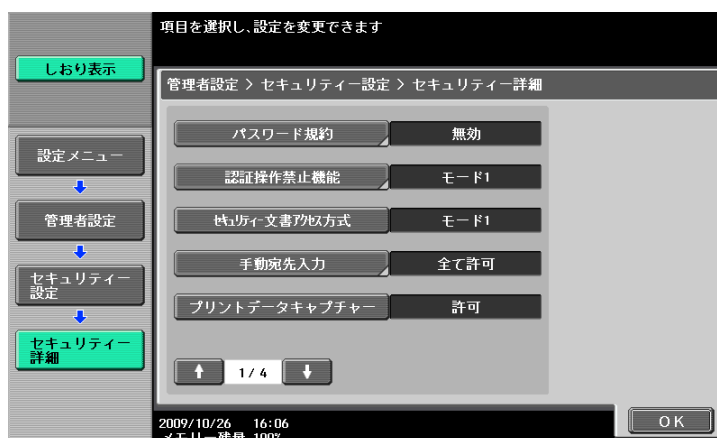 項目を選択し、設定を変更できます
しおり表示
管理者設定 > セキュリティー設定 > セキュリティー詳細
設定メニュー
管理者設定
セキュリティー
設定
セキュリティー
詳細
パスワード規約 無効
認証操作禁止機能 モード1
ｾｷｭﾘﾃｨｰ文書ｱｸｾｽ方式 モード1
手動宛先入力 全て許可
プリントデータキャプチャー 許可
1/ 4
2009/10/26 16:06
メモリー残量 100%
OK